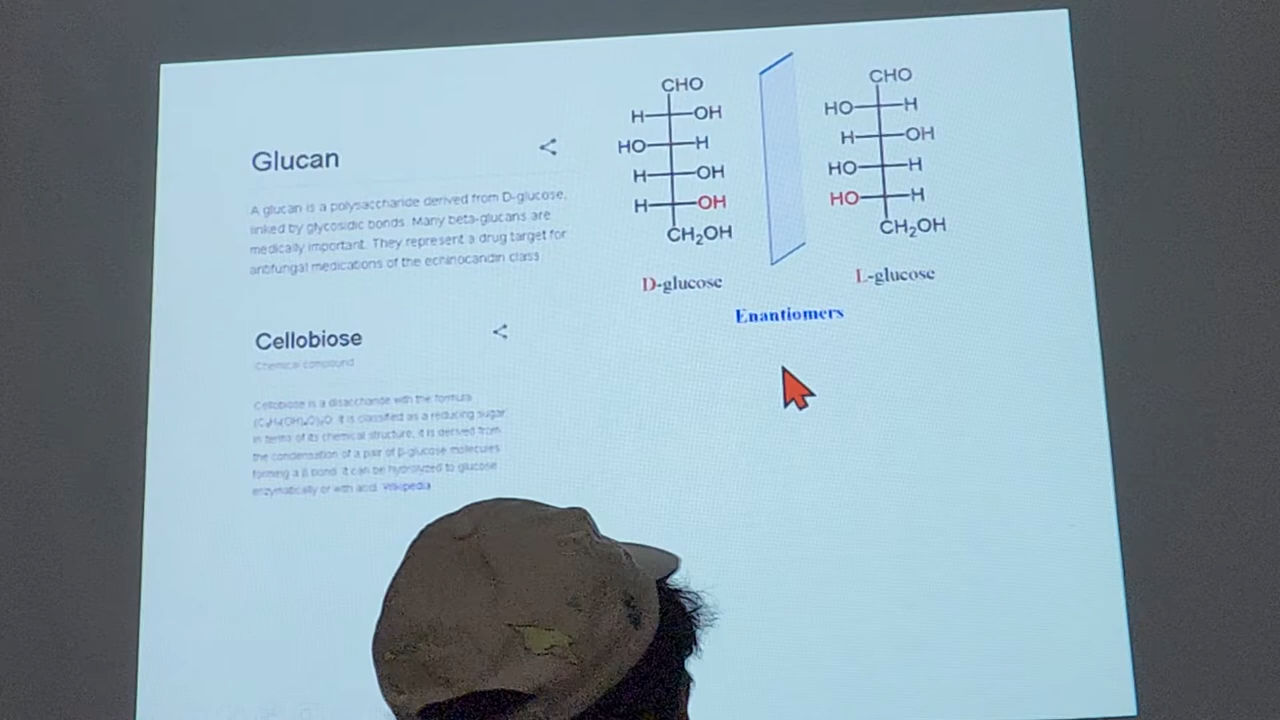 Glucan
A glucan is a polysaccharide derived from D-glucose,
linked by glycosidic bonds. Many beta-glucans are
medically important. They represent a drug target for
antifungal medications of the echinocandin class.
Cellobiose
Chemical compound
Cellobiose is a disaccharide with the formula
It is classified as a reducing sugar
In terms of its chemical structure, it is derived from
the condensation of a pair of β-glucose molecules
forming a β bond. It can be hydrolyzed to glucose
enzymatically or with acid. Wikipedia
CHO
H OH
HO H
H OH
H OH
CH₂OH
D-glucose
CHO
HO H
H OH
HO H
HO H
CH₂OH
L-glucose
Enantiomers